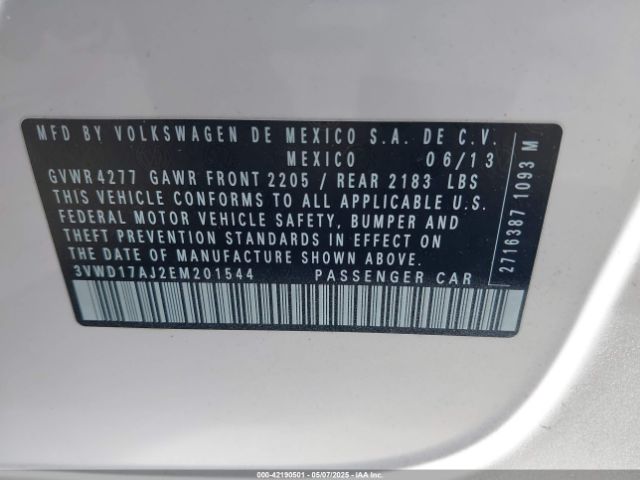 MFD BY VOLKSWAGEN DE MEXICO S.A. DE C.V.
MEXICO 06/13
GVWR 4277 GAWR FRONT 2205 / REAR 2183 LBS
THIS VEHICLE CONFORMS TO ALL APPLICABLE U.S.
FEDERAL MOTOR VEHICLE SAFETY, BUMPER AND
THEFT PREVENTION STANDARDS IN EFFECT ON
THE DATE OF MANUFACTURE SHOWN ABOVE
3VWD17AJ2EM201544 PASSENGER CAR
2716387 1093 M
000-42190501 - 05/07/2025 - IAAI.COM